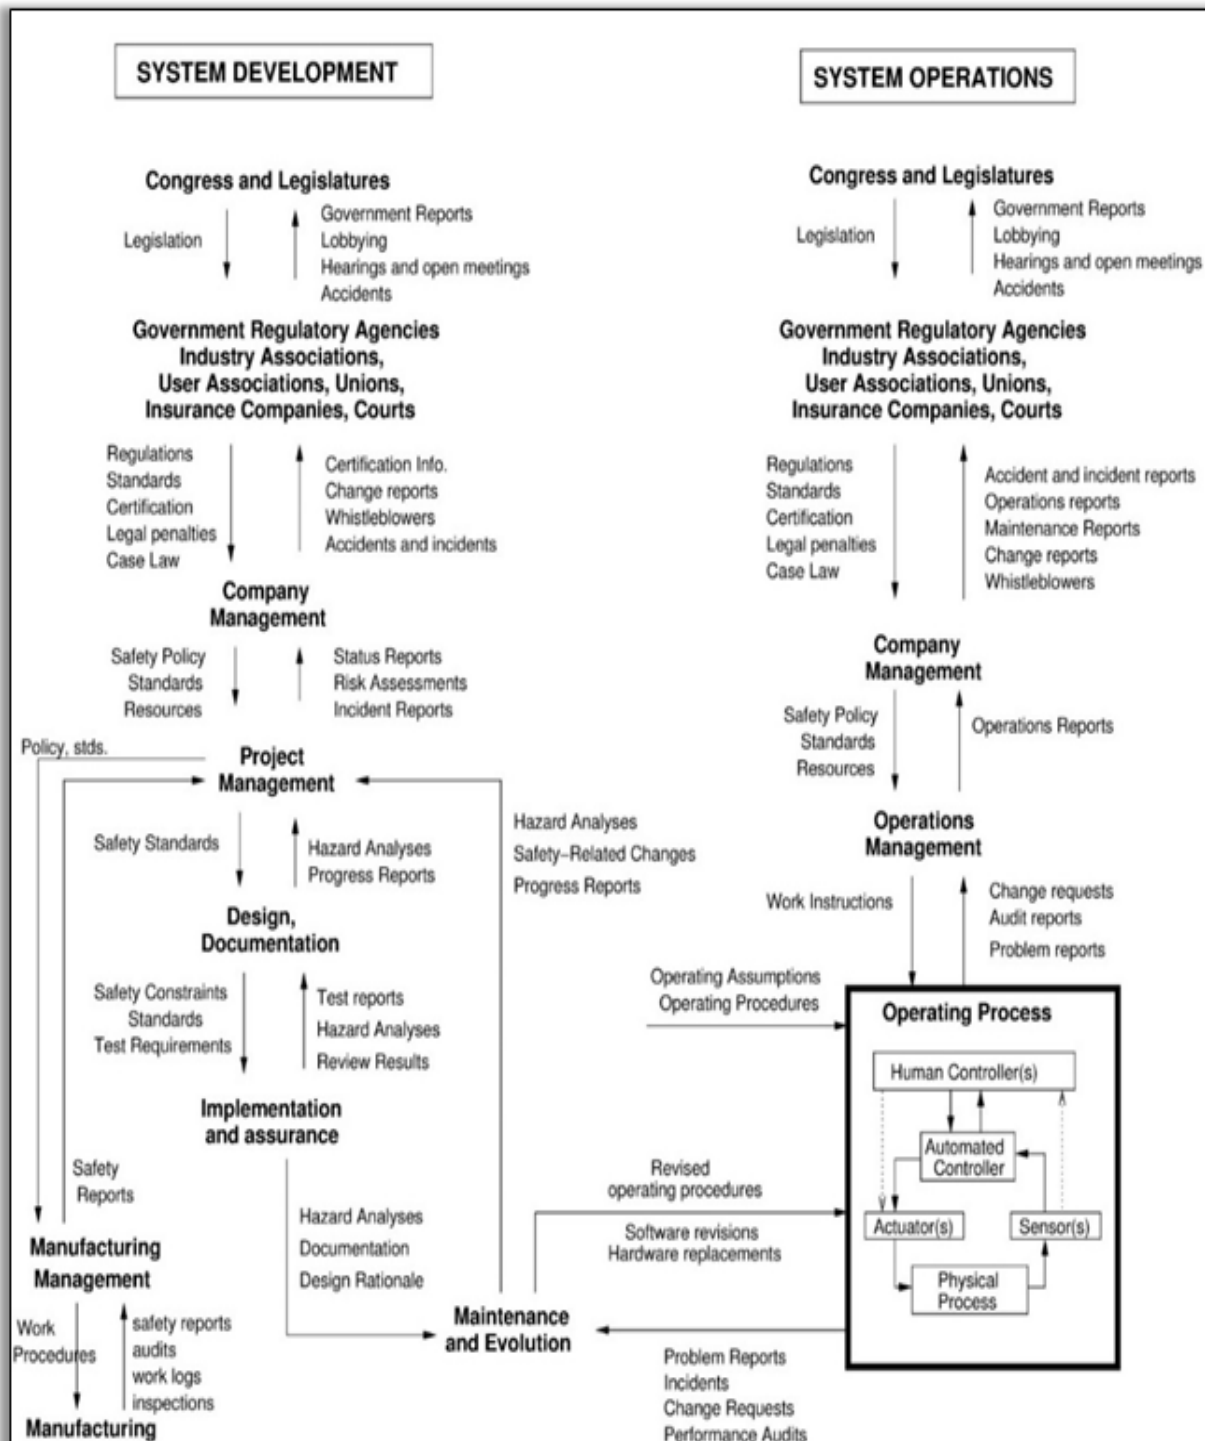 SYSTEM DEVELOPMENT
Congress and Legislatures
Legislation
Government Reports
Lobbying
Hearings and open meetings
Accidents
Government Regulatory Agencies
Industry Associations,
User Associations, Unions,
Insurance Companies, Courts
Regulations
Standards
Certification
Legal penalties
Case Law
Certification Info.
Change reports
Whistleblowers
Accidents and incidents
Company
Management
Safety Policy
Standards
Resources
Status Reports
Risk Assessments
Incident Reports
Policy, stds.
Project
Management
Safety Standards
Hazard Analyses
Progress Reports
Hazard Analyses
Safety-Related Changes
Progress Reports
Design,
Documentation
Safety Constraints
Standards
Test Requirements
Test reports
Hazard Analyses
Review Results
Implementation
and assurance
Safety
Reports
Hazard Analyses
Documentation
Design Rationale
Manufacturing
Management
Work
Procedures
safety reports
audits
work logs
inspections
Manufacturing
Maintenance
and Evolution
SYSTEM OPERATIONS
Congress and Legislatures
Legislation
Government Reports
Lobbying
Hearings and open meetings
Accidents
Government Regulatory Agencies
Industry Associations,
User Associations, Unions,
Insurance Companies, Courts
Regulations
Standards
Certification
Legal penalties
Case Law
Accident and incident reports
Operations reports
Maintenance Reports
Change reports
Whistleblowers
Company
Management
Safety Policy
Standards
Resources
Operations Reports
Operations
Management
Work Instructions
Change requests
Audit reports
Problem reports
Operating Assumptions
Operating Procedures
Operating Process
Human Controller(s)
Automated
Controller
Actuator(s)
Sensor(s)
Physical
Process
Revised
operating procedures
Software revisions
Hardware replacements
Problem Reports
Incidents
Change Requests
Performance Audits